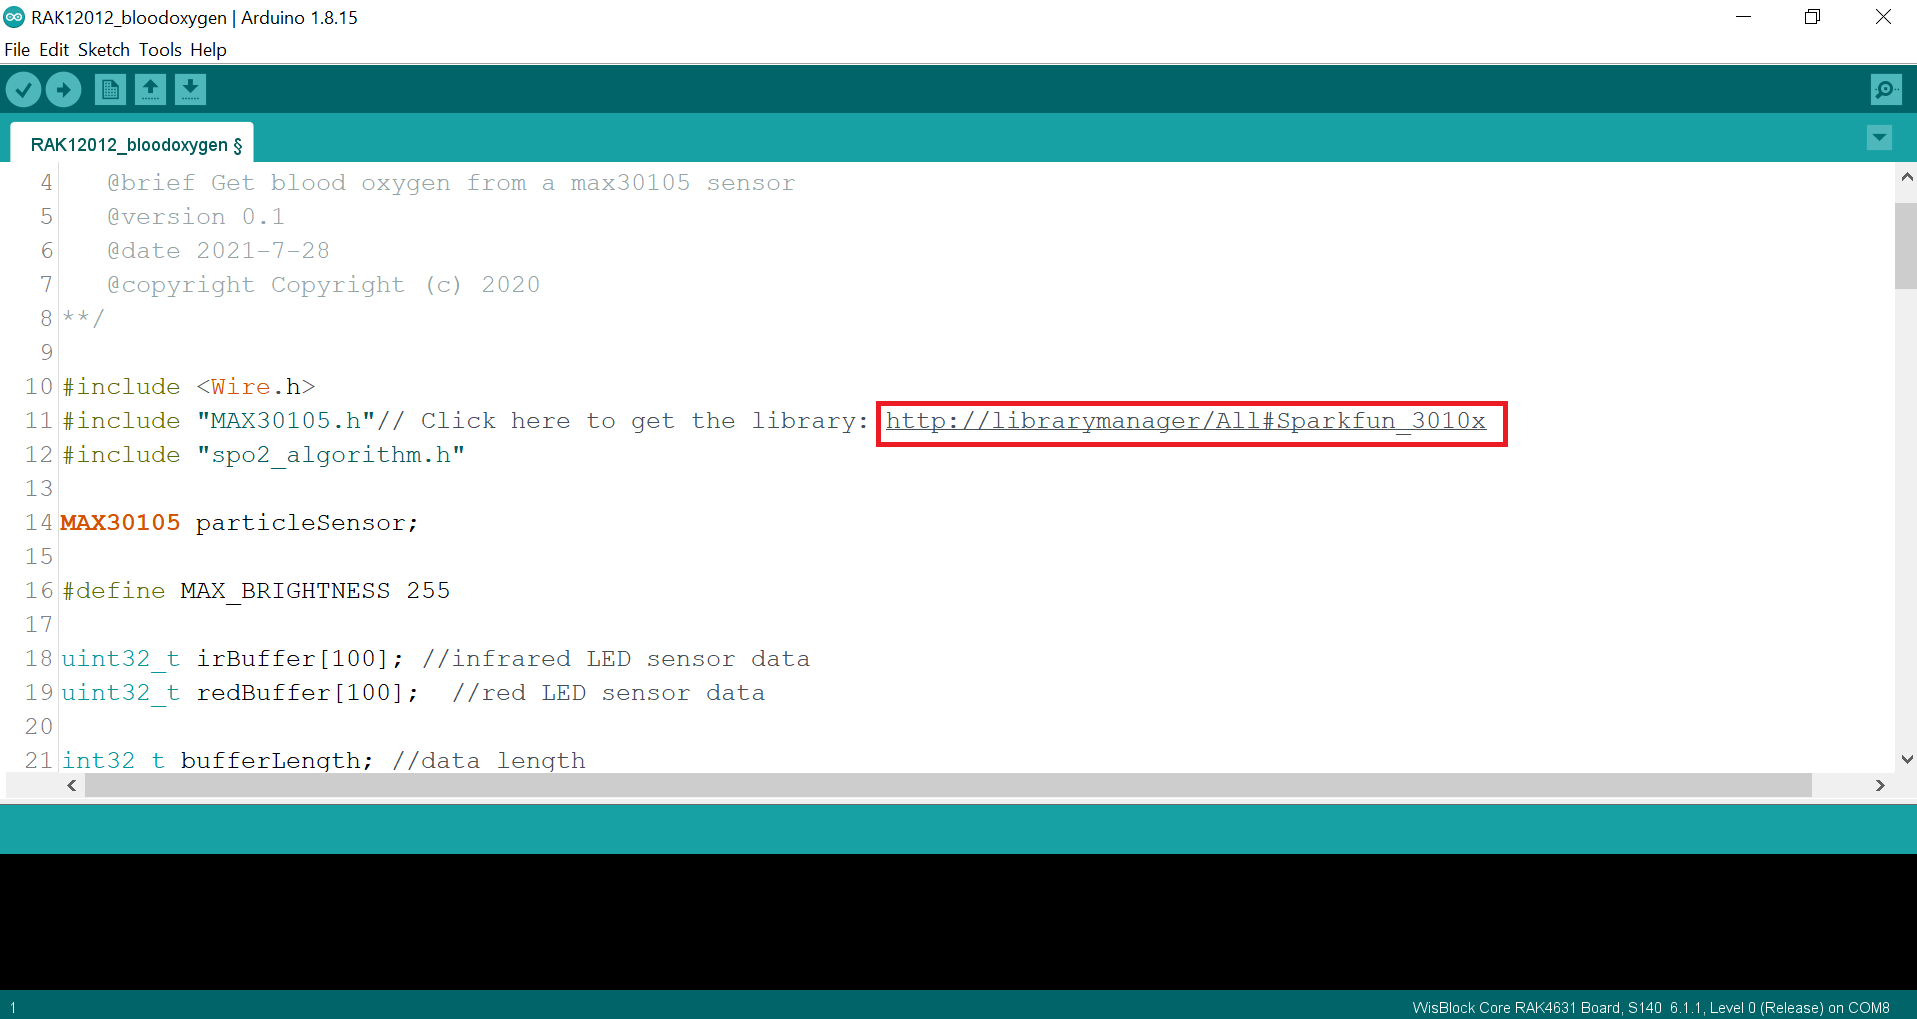 RAK12012_bloodoxygen | Arduino 1.8.15
File Edit Sketch Tools Help
RAK12012_bloodoxygen §
4 @brief Get blood oxygen from a max30105 sensor
5 @version 0.1
6 @date 2021-7-28
7 @copyright Copyright (c) 2020
8 **/
9
10 #include <Wire.h>
11 #include "MAX30105.h"// Click here to get the library: http://librarymanager/All#Sparkfun_3010x
12 #include "spo2_algorithm.h"
13
14 MAX30105 particleSensor;
15
16 #define MAX_BRIGHTNESS 255
17
18 uint32_t irBuffer[100]; //infrared LED sensor data
19 uint32_t redBuffer[100];  //red LED sensor data
20
21 int32_t bufferLength; //data length
1 WisBlock Core RAK4631 Board, S140 6.1.1, Level 0 (Release) on COM8